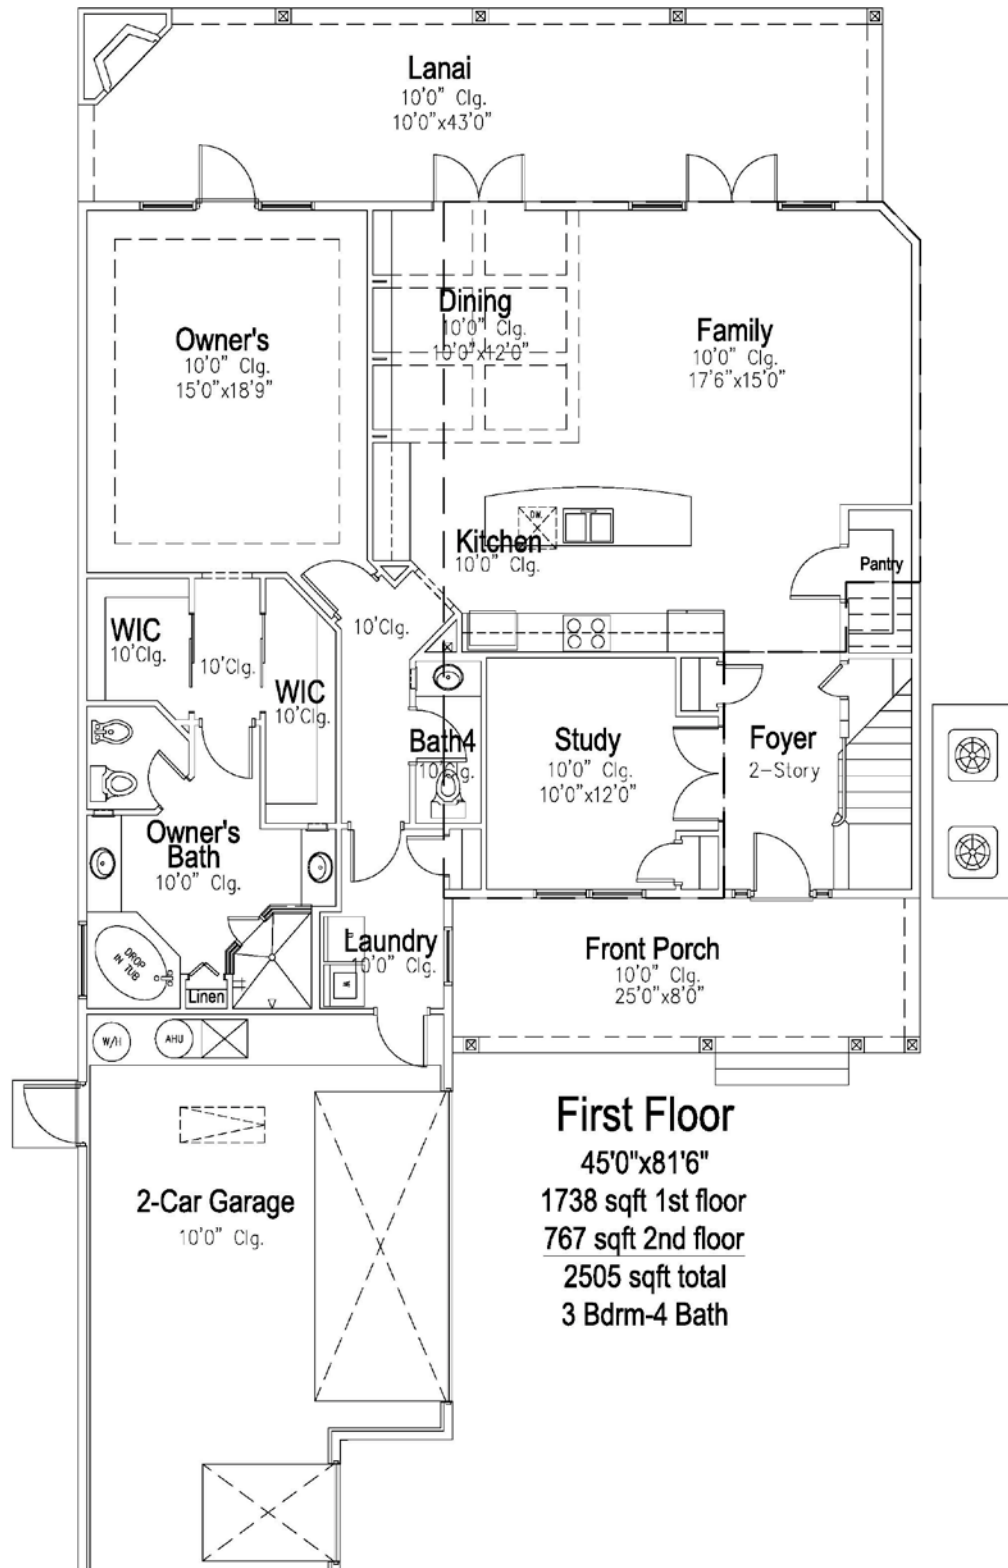 Lanai
10'0" Clg.
10'0"x43'0"
Owner's
10'0" Clg.
15'0"x18'9"
Dining
10'0" Clg.
10'0"x12'0"
Family
10'0" Clg.
17'6"x15'0"
DW.
Kitchen
10'0" Clg.
Pantry
WIC
10'Clg.
10'Clg.
WIC
10'Clg.
10'Clg.
Bath4
10'Clg.
Study
10'0" Clg.
10'0"x12'0"
Foyer
2-Story
Owner's
Bath
10'0" Clg.
DROP
IN TUB
Linen
Laundry
10'0" Clg.
Front Porch
10'0" Clg.
25'0"x8'0"
W/H
AHU
2-Car Garage
10'0" Clg.
First Floor
45'0"x81'6"
1738 sqft 1st floor
767 sqft 2nd floor
2505 sqft total
3 Bdrm-4 Bath